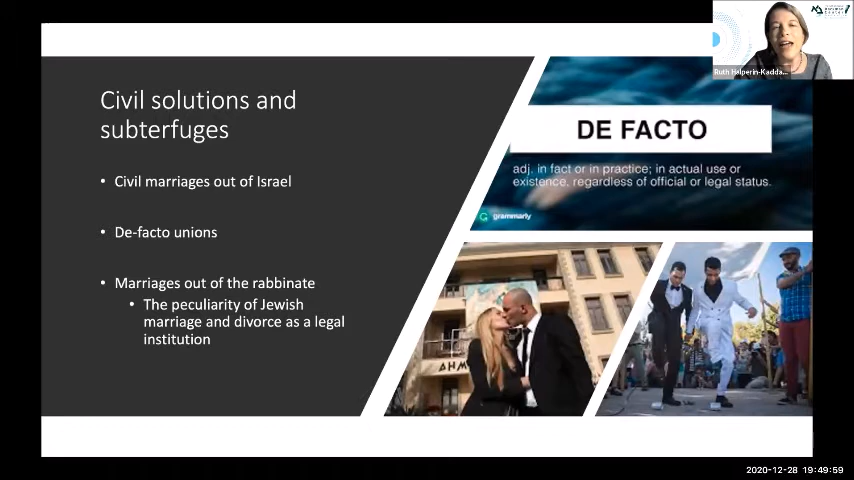 Civil solutions and
subterfuges
• Civil marriages out of Israel
• De-facto unions
• Marriages out of the rabbinate
• The peculiarity of Jewish
marriage and divorce as a legal
institution
DE FACTO
adj. in fact or in practice; in actual use or
existence, regardless of official or legal status.
grammarly
ΔΗΜ
Ruth Halperin-Kadda...
2020-12-28 19:49:59